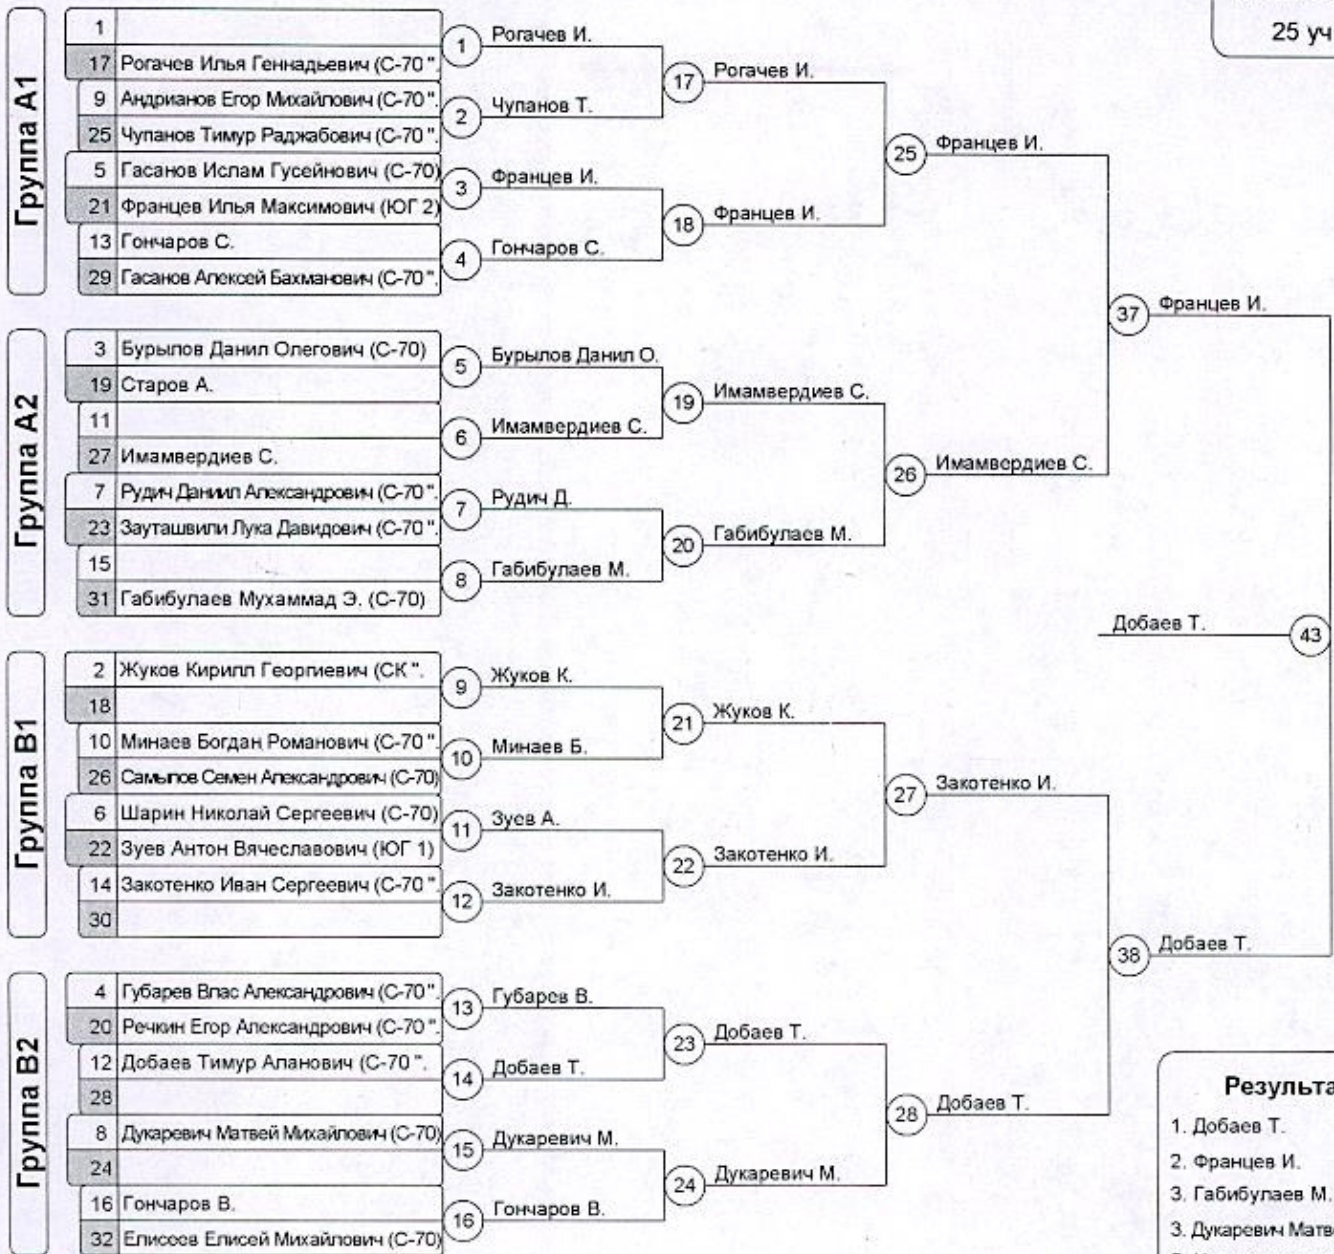 25 уч
Группа А1
1
17 Рогачев Илья Геннадьевич (С-70 ".
9 Андрианов Егор Михайлович (С-70 ".
25 Чупанов Тимур Раджабович (С-70 ".
5 Гасанов Ислам Гусейнович (С-70)
21 Францев Илья Максимович (ЮГ 2)
13 Гончаров С.
29 Гасанов Алексей Бахманович (С-70 ".
1 Рогачев И.
2 Чупанов Т.
3 Францев И.
4 Гончаров С.
17 Рогачев И.
18 Францев И.
25 Францев И.
Группа А2
3 Бурылов Данил Олегович (С-70)
19 Старов А.
11
27 Имамвердиев С.
7 Рудич Даниил Александрович (С-70 ".
23 Зауташвили Лука Давидович (С-70 ".
15
31 Габибулаев Мухаммад Э. (С-70)
5 Бурылов Данил О.
6 Имамвердиев С.
7 Рудич Д.
8 Габибулаев М.
19 Имамвердиев С.
20 Габибулаев М.
26 Имамвердиев С.
37 Францев И.
Добаев Т. 43
Группа В1
2 Жуков Кирилл Георгиевич (СК ".
18
10 Минаев Богдан Романович (С-70 ".
26 Самылов Семен Александрович (С-70)
6 Шарин Николай Сергеевич (С-70)
22 Зуев Антон Вячеславович (ЮГ 1)
14 Закотенко Иван Сергеевич (С-70 ".
30
9 Жуков К.
10 Минаев Б.
11 Зуев А.
12 Закотенко И.
21 Жуков К.
22 Закотенко И.
27 Закотенко И.
Группа В2
4 Губарев Влас Александрович (С-70 ".
20 Речкин Егор Александрович (С-70 ".
12 Добаев Тимур Аланович (С-70 ".
28
8 Дукаревич Матвей Михайлович (С-70)
24
16 Гончаров В.
32 Елисеев Елисей Михайлович (С-70)
13 Губарев В.
14 Добаев Т.
15 Дукаревич М.
16 Гончаров В.
23 Добаев Т.
24 Дукаревич М.
28 Добаев Т.
38 Добаев Т.
Результа
1. Добаев Т.
2. Францев И.
3. Габибулаев М.
3. Дукаревич Матв